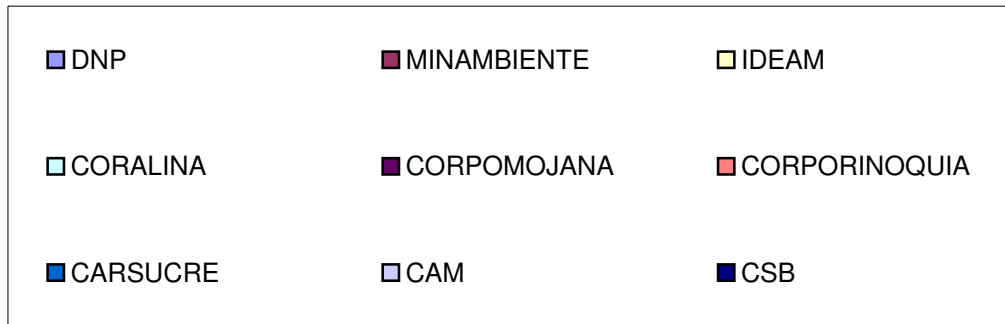 DNP MINAMBIENTE IDEAM
CORALINA CORPOMOJANA CORPORINOQUIA
CARSUCRE CAM CSB